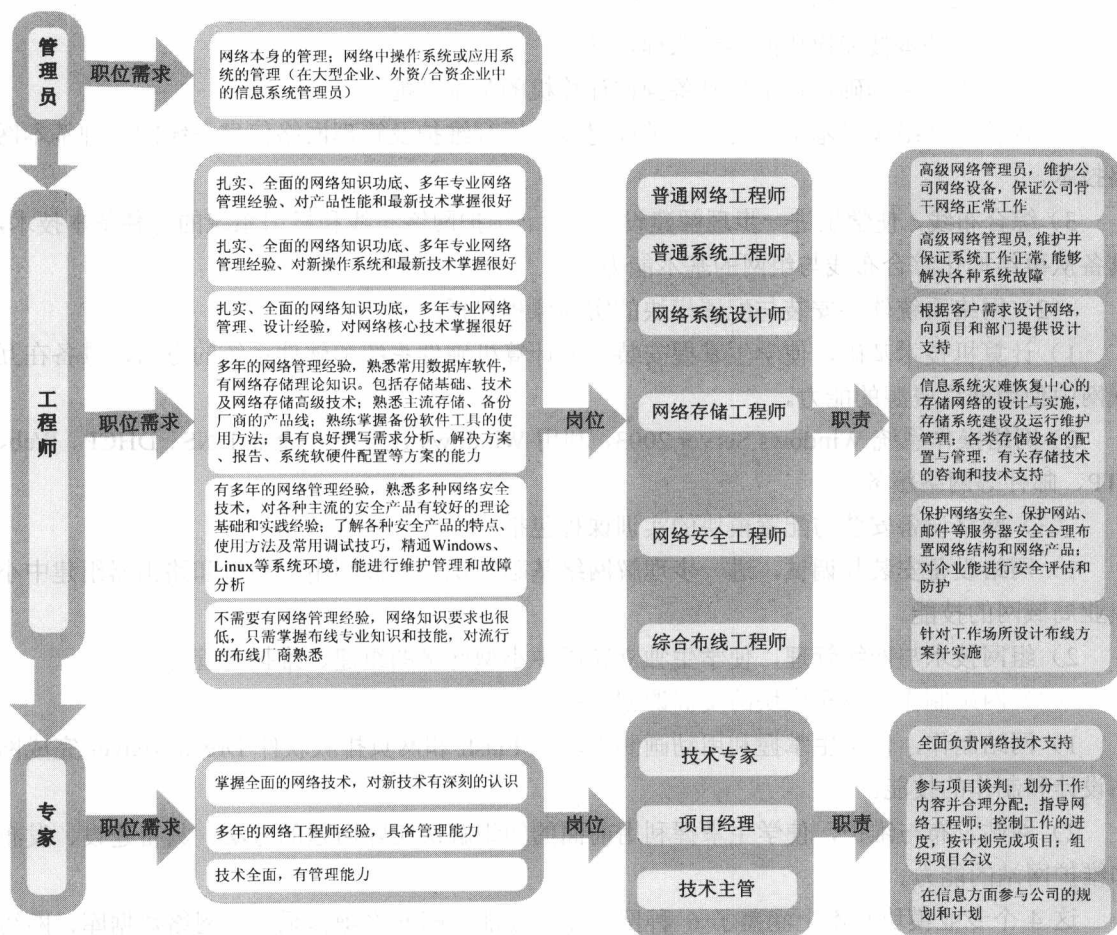 管理员
职位需求
网络本身的管理；网络中操作系统或应用系
统的管理（在大型企业、外资/合资企业中
的信息系统管理员）
工程师
职位需求
扎实、全面的网络知识功底、多年专业网络
管理经验、对产品性能和最新技术掌握很好
扎实、全面的网络知识功底、多年专业网络
管理经验、对新操作系统和最新技术掌握很好
扎实、全面的网络知识功底，多年专业网络
管理、设计经验，对网络核心技术掌握很好
多年的网络管理经验，熟悉常用数据库软件，
有网络存储理论知识。包括存储基础、技术
及网络存储高级技术；熟悉主流存储、备份
厂商的产品线；熟练掌握备份软件工具的使
用方法；具有良好撰写需求分析、解决方案
、报告、系统软硬件配置等方案的能力
有多年的网络管理经验，熟悉多种网络安全
技术，对各种主流的安全产品有较好的理论
基础和实践经验；了解各种安全产品的特点、
使用方法及常用调试技巧，精通Windows、
Linux等系统环境，能进行维护管理和故障
分析
不需要有网络管理经验，网络知识要求也很
低，只需掌握布线专业知识和技能，对流行
的布线厂商熟悉
岗位
普通网络工程师
普通系统工程师
网络系统设计师
网络存储工程师
网络安全工程师
综合布线工程师
职责
高级网络管理员，维护公
司网络设备，保证公司骨
干网络正常工作
高级网络管理员,维护并
保证系统工作正常,能够
解决各种系统故障
根据客户需求设计网络，
向项目和部门提供设计
支持
信息系统灾难恢复中心的
存储网络的设计与实施，
存储系统建设及运行维护
管理；各类存储设备的配
置与管理；有关存储技术
的咨询和技术支持
保护网络安全、保护网站、
邮件等服务器安全合理布
置网络结构和网络产品；
对企业能进行安全评估和
防护
针对工作场所设计布线方
案并实施
专家
职位需求
掌握全面的网络技术，对新技术有深刻的认识
多年的网络工程师经验，具备管理能力
技术全面，有管理能力
岗位
技术专家
项目经理
技术主管
职责
全面负责网络技术支持
参与项目谈判；划分工作
内容并合理分配；指导网
络工程师；控制工作的进
度，按计划完成项目；组
织项目会议
在信息方面参与公司的规
划和计划